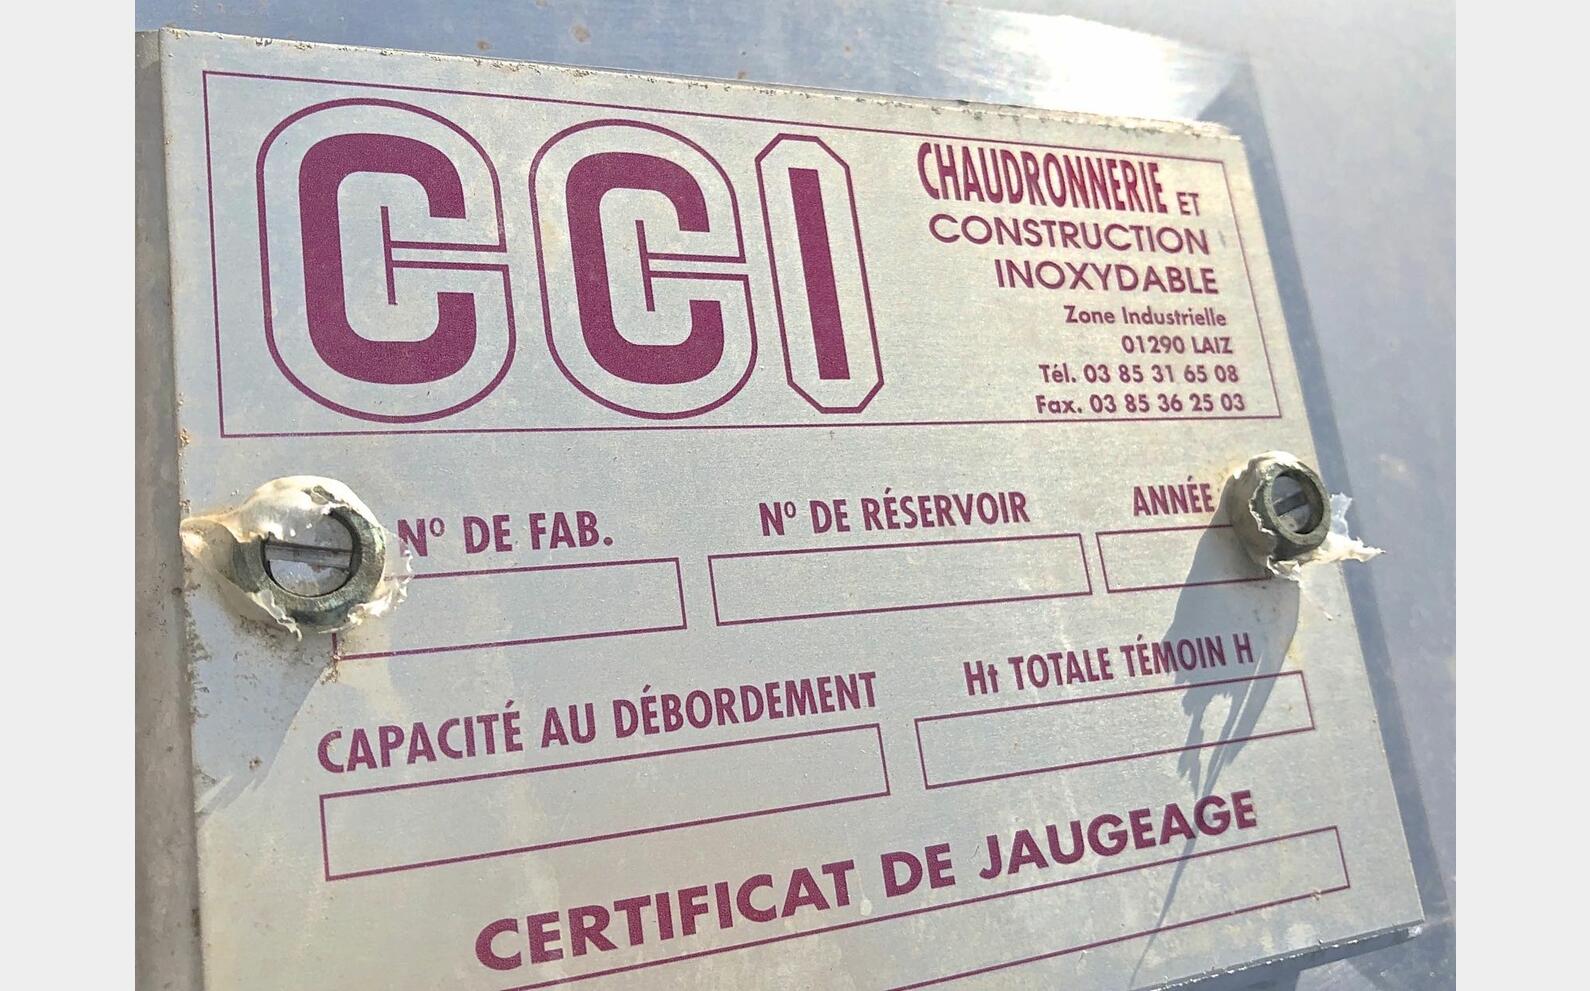 CCI
CHAUDRONNERIE ET
CONSTRUCTION
INOXYDABLE
Zone Industrielle
01290 LAIZ
Tél. 03 85 31 65 08
Fax. 03 85 36 25 03
Nº DE FAB.
Nº DE RÉSERVOIR
ANNÉE
CAPACITÉ AU DÉBORDEMENT
Ht TOTALE TÉMOIN H
CERTIFICAT DE JAUGEAGE